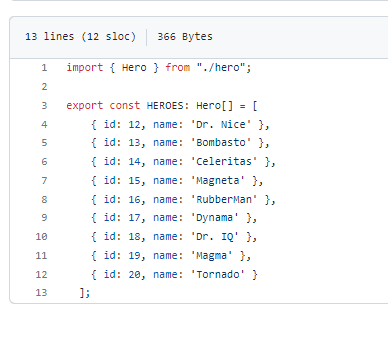 13 lines (12 sloc) 366 Bytes
1 import { Hero } from "./hero";
2
3 export const HEROES: Hero[] = [
4 { id: 12, name: 'Dr. Nice' },
5 { id: 13, name: 'Bombasto' },
6 { id: 14, name: 'Celeritas' },
7 { id: 15, name: 'Magneta' },
8 { id: 16, name: 'RubberMan' },
9 { id: 17, name: 'Dynama' },
10 { id: 18, name: 'Dr. IQ' },
11 { id: 19, name: 'Magma' },
12 { id: 20, name: 'Tornado' }
13 ];